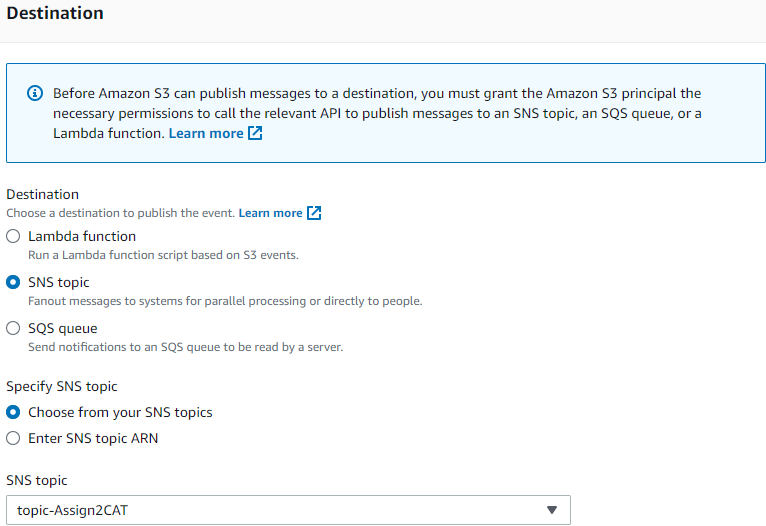 Destination
Before Amazon S3 can publish messages to a destination, you must grant the Amazon S3 principal the
necessary permissions to call the relevant API to publish messages to an SNS topic, an SQS queue, or a
Lambda function. Learn more
Destination
Choose a destination to publish the event. Learn more
Lambda function
Run a Lambda function script based on S3 events.
SNS topic
Fanout messages to systems for parallel processing or directly to people.
SQS queue
Send notifications to an SQS queue to be read by a server.
Specify SNS topic
Choose from your SNS topics
Enter SNS topic ARN
SNS topic
topic-Assign2CAT